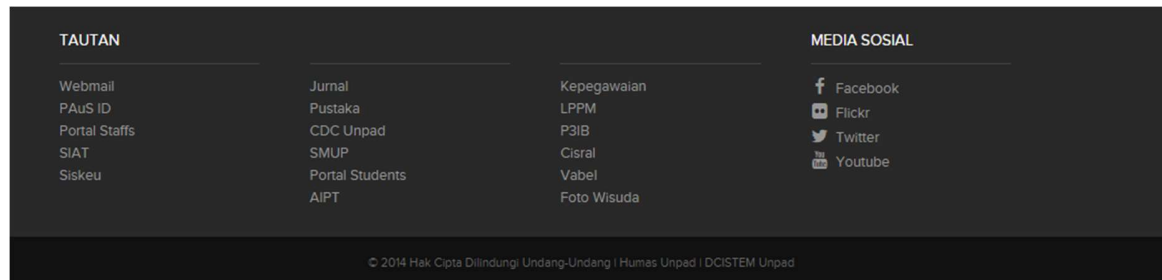 TAUTAN
Webmail
PAuS ID
Portal Staffs
SIAT
Siskeu
Jurnal
Pustaka
CDC Unpad
SMUP
Portal Students
AIPT
Kepegawaian
LPPM
P3IB
Cisral
Vabel
Foto Wisuda
MEDIA SOSIAL
Facebook
Flickr
Twitter
You Tube Youtube
© 2014 Hak Cipta Dilindungi Undang-Undang | Humas Unpad | DCISTEM Unpad